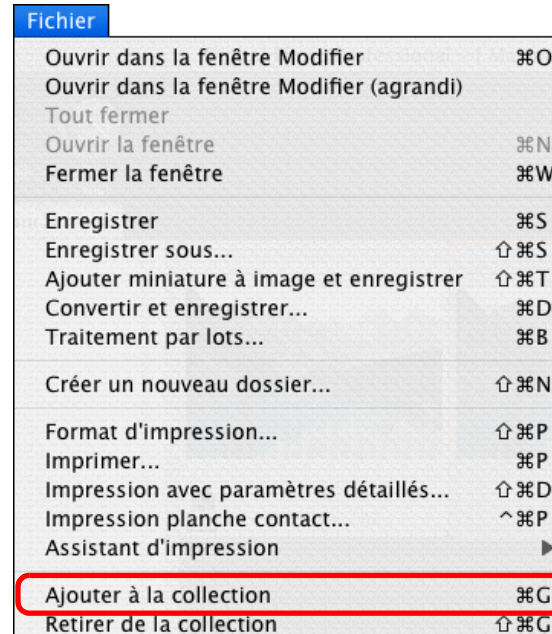 Fichier
Ouvrir dans la fenêtre Modifier ⌘O
Ouvrir dans la fenêtre Modifier (agrandi)
Tout fermer
Ouvrir la fenêtre ⌘N
Fermer la fenêtre ⌘W
Enregistrer ⌘S
Enregistrer sous... ⇧⌘S
Ajouter miniature à image et enregistrer ⇧⌘T
Convertir et enregistrer... ⌘D
Traitement par lots... ⌘B
Créer un nouveau dossier... ⇧⌘N
Format d'impression... ⇧⌘P
Imprimer... ⌘P
Impression avec paramètres détaillés... ⇧⌘D
Impression planche contact... ^⌘P
Assistant d'impression ▶
Ajouter à la collection ⌘G
Retirer de la collection ⇧⌘G